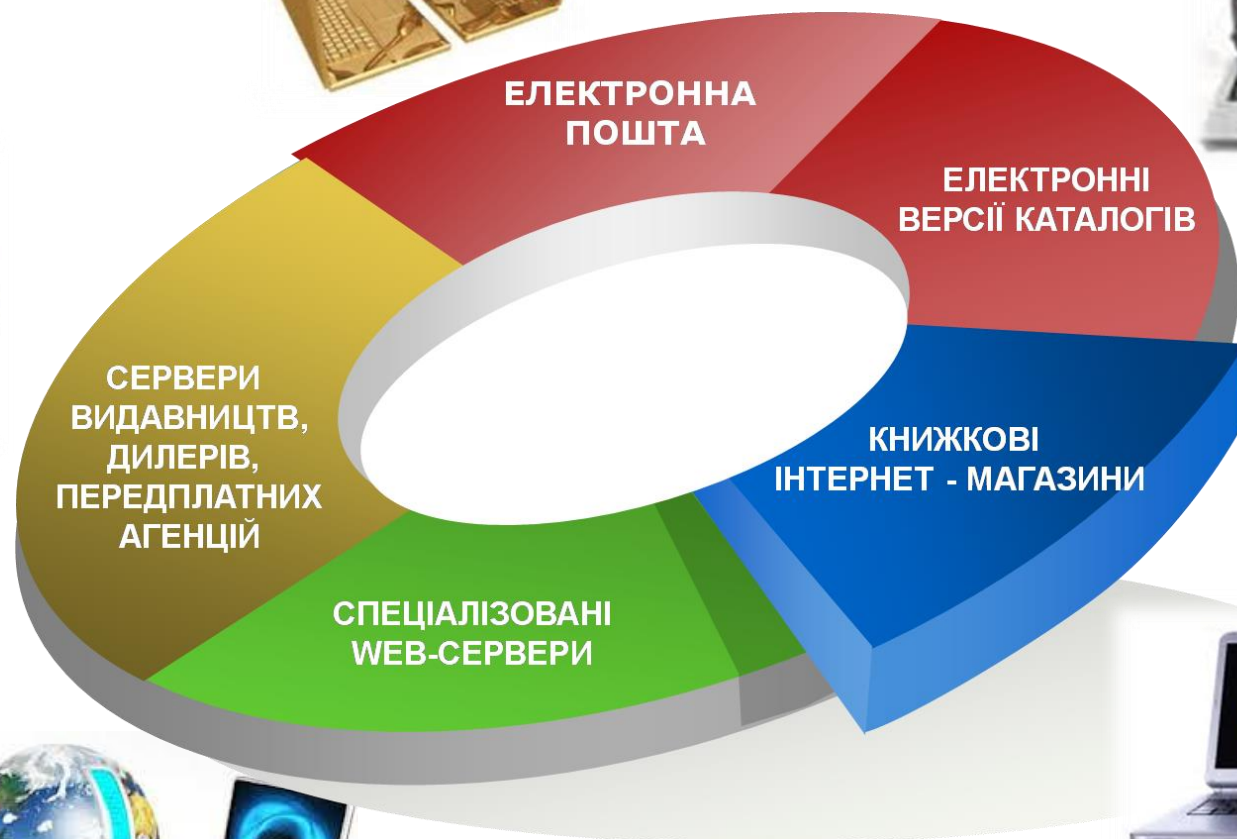 ЕЛЕКТРОННА
ПОШТА
ЕЛЕКТРОННІ
ВЕРСІЇ КАТАЛОГІВ
КНИЖКОВІ
ІНТЕРНЕТ - МАГАЗИНИ
СПЕЦІАЛІЗОВАНІ
WEB-СЕРВЕРИ
СЕРВЕРИ
ВИДАВНИЦТВ,
ДИЛЕРІВ,
ПЕРЕДПЛАТНИХ
АГЕНЦІЙ